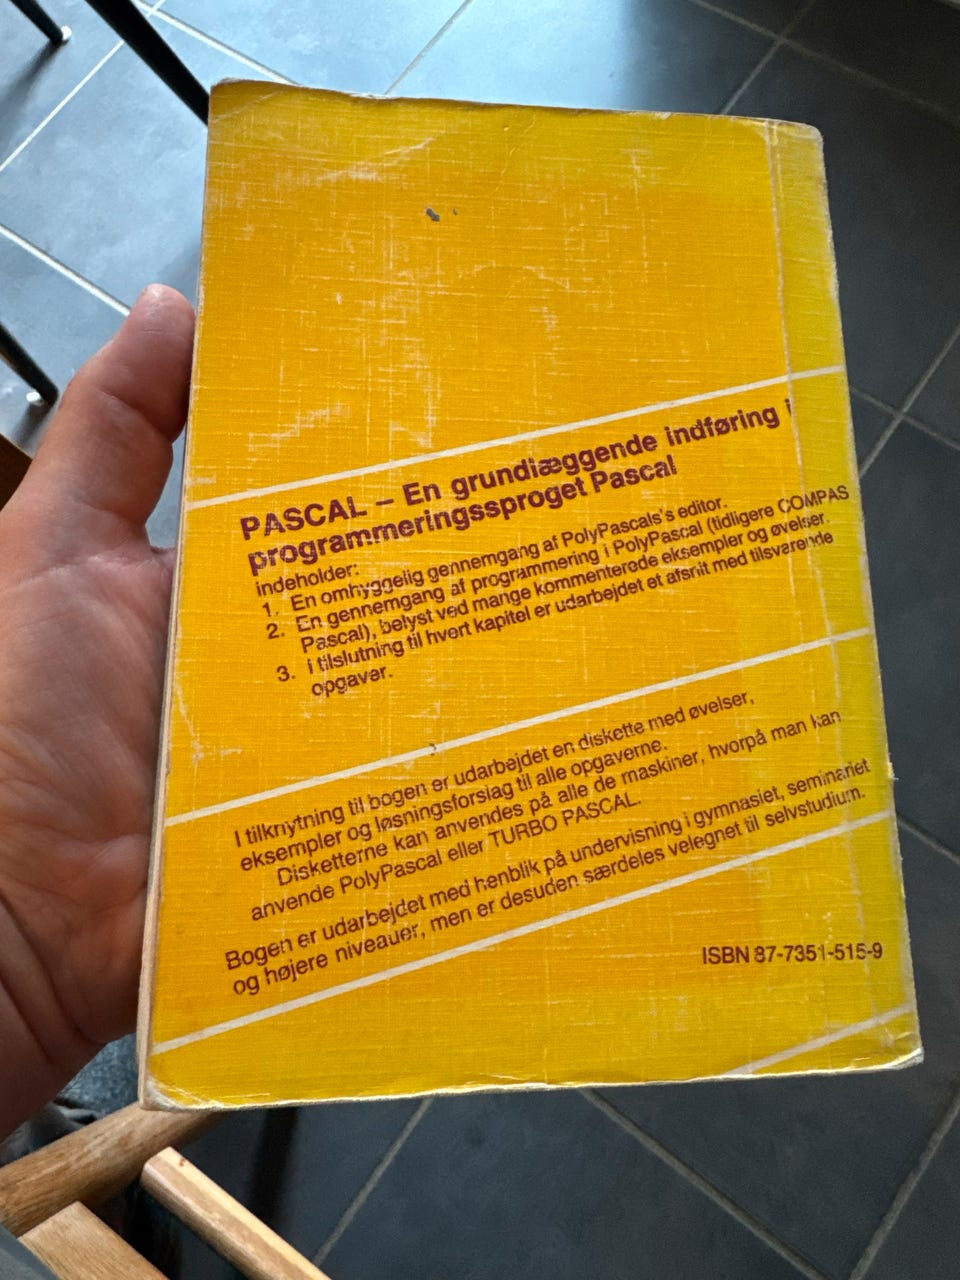 PASCAL – En grundlæggende indføring i
programmeringssproget Pascal
indeholder:
1. En omhyggelig gennemgang af PolyPascals's editor.
2. En gennemgang af programmering i PolyPascal (tidligere COMPAS
Pascal), belyst ved mange kommenterede eksempler og øvelser.
3. I tilslutning til hvert kapitel er udarbejdet et afsnit med tilsvarende
opgaver.
I tilknytning til bogen er udarbejdet en diskette med øvelser,
eksempler og løsningsforslag til alle opgaverne.
Disketterne kan anvendes på alle de maskiner, hvorpå man kan
anvende PolyPascal eller TURBO PASCAL.
Bogen er udarbejdet med henblik på undervisning i gymnasiet, seminariet
og højere niveauer, men er desuden særdeles velegnet til selvstudium.
ISBN 87-7351-515-9